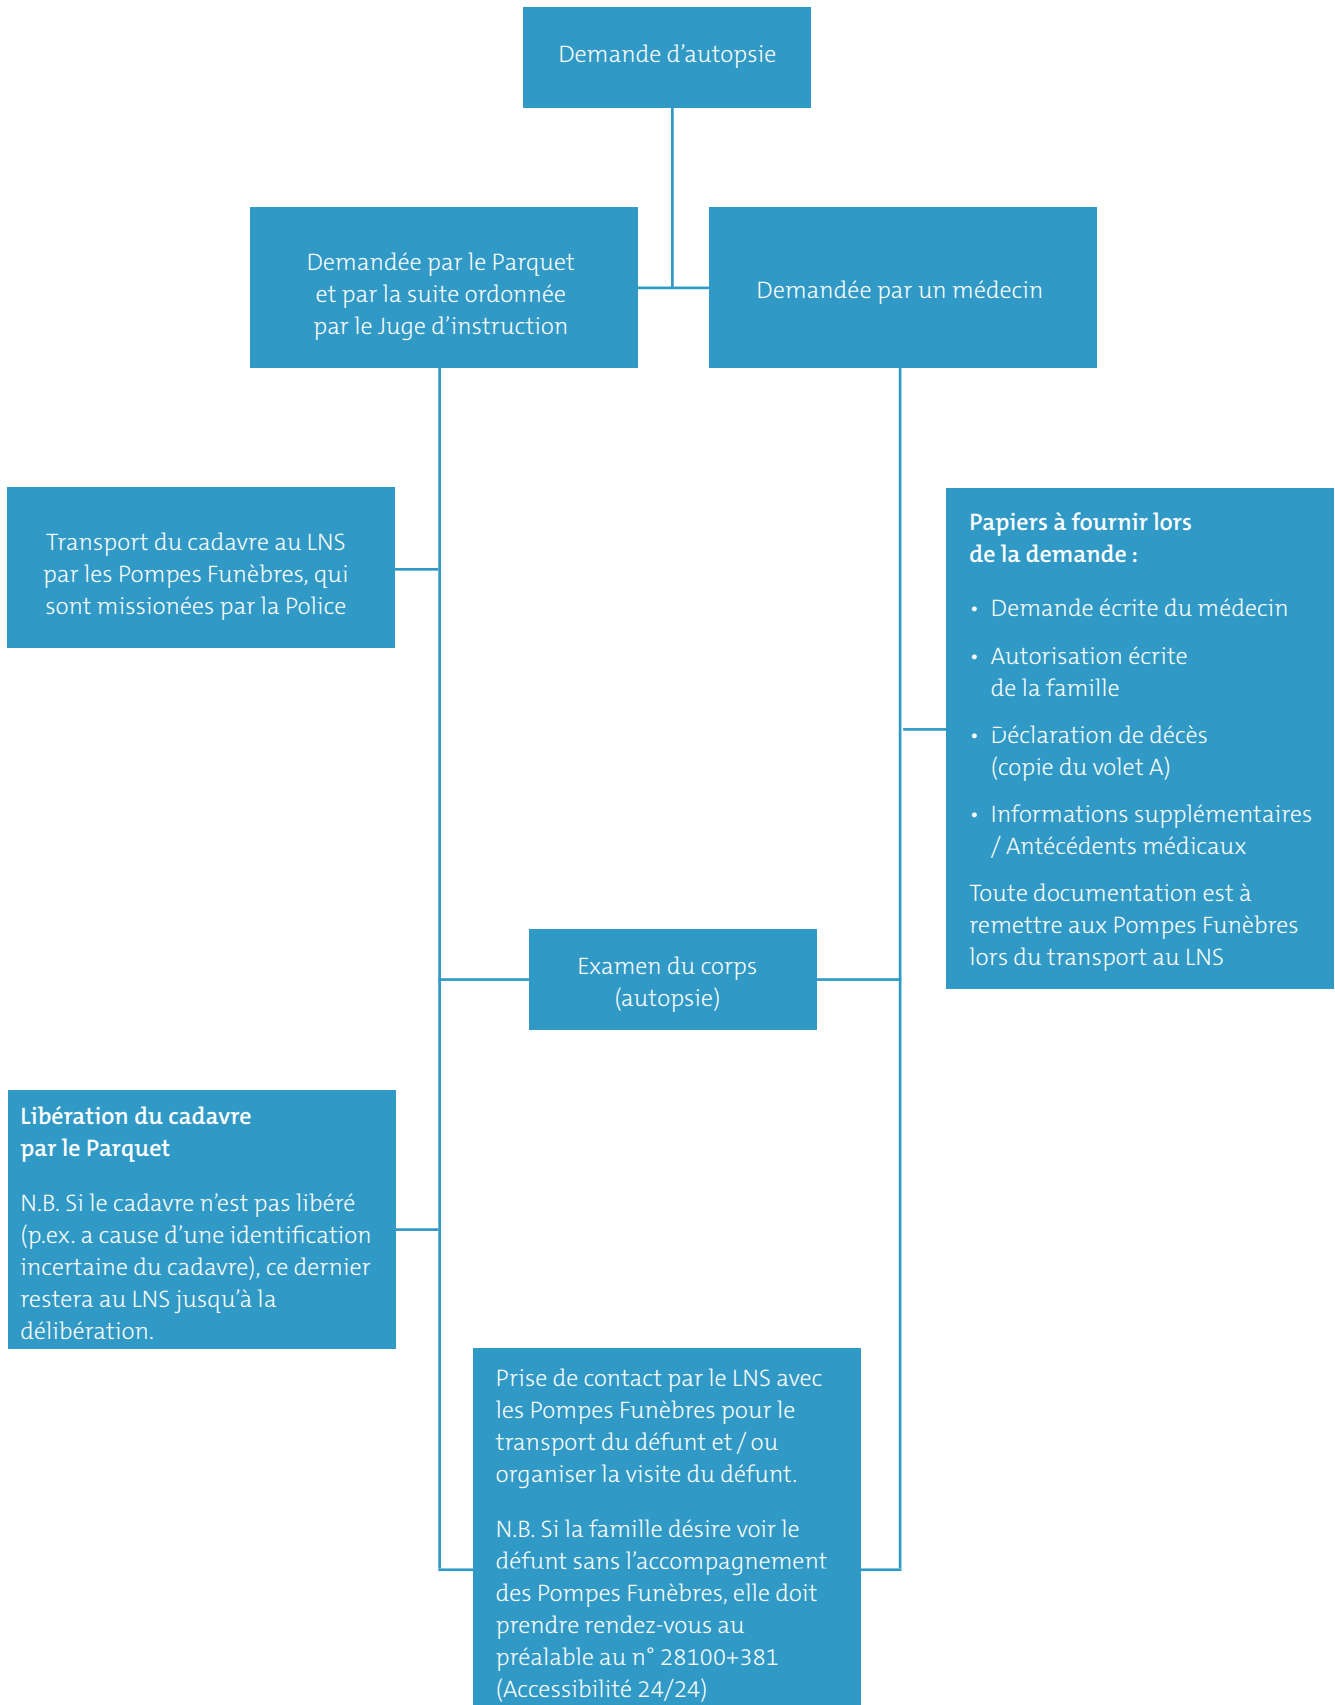 Demande d’autopsie
Demandée par le Parquet
et par la suite ordonnée
par le Juge d’instruction
Demandée par un médecin
Transport du cadavre au LNS
par les Pompes Funèbres, qui
sont missionées par la Police
Papiers à fournir lors
de la demande :
• Demande écrite du médecin
• Autorisation écrite
de la famille
• Déclaration de décès
(copie du volet A)
• Informations supplémentaires
/ Antécédents médicaux
Toute documentation est à
remettre aux Pompes Funèbres
lors du transport au LNS
Examen du corps
(autopsie)
Libération du cadavre
par le Parquet
N.B. Si le cadavre n’est pas libéré
(p.ex. a cause d’une identification
incertaine du cadavre), ce dernier
restera au LNS jusqu’à la
délibération.
Prise de contact par le LNS avec
les Pompes Funèbres pour le
transport du défunt et / ou
organiser la visite du défunt.
N.B. Si la famille désire voir le
défunt sans l’accompagnement
des Pompes Funèbres, elle doit
prendre rendez-vous au
préalable au n° 28100+381
(Accessibilité 24/24)